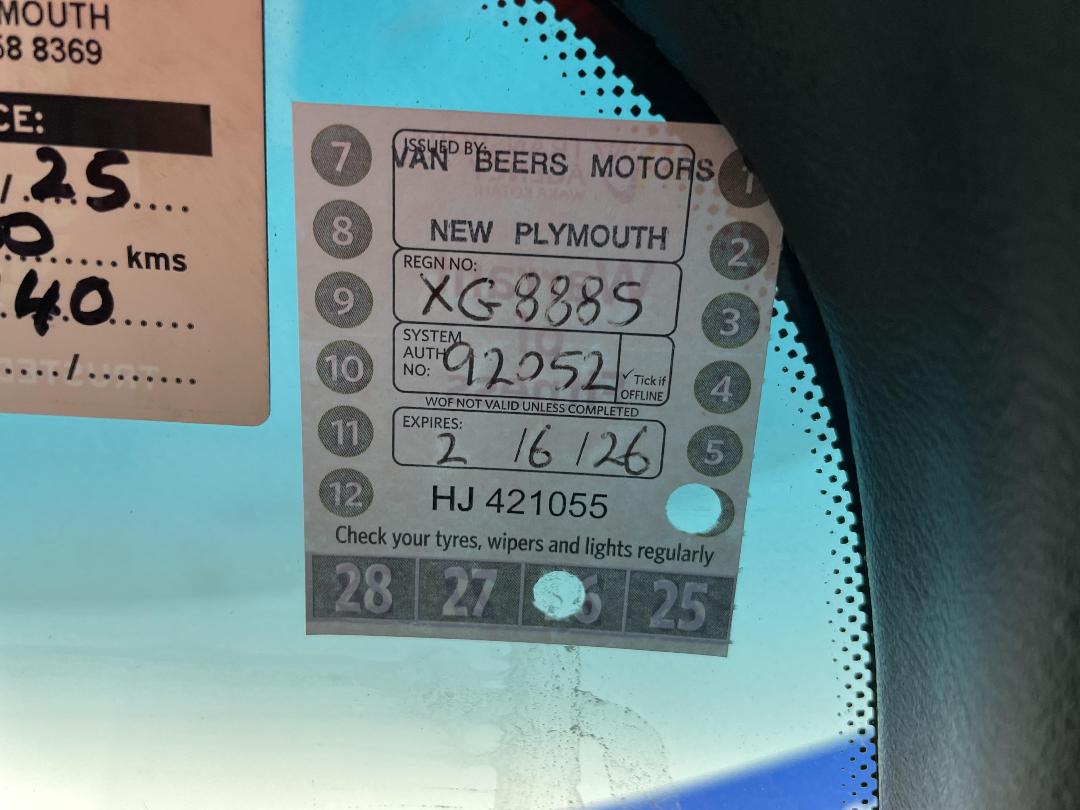 MOUTH
58 8369
CE:
/ 25
0 kms
40
/
7
8
9
10
11
12
ISSUED BY:
VAN BEERS MOTORS
NEW PLYMOUTH
REGN NO:
XG8885
SYSTEM
AUTH
NO: 92052
✓ Tick if
OFFLINE
WOF NOT VALID UNLESS COMPLETED
EXPIRES:
2 /6 /26
HJ 421055
1
2
3
4
5
Check your tyres, wipers and lights regularly
28 27 6 25